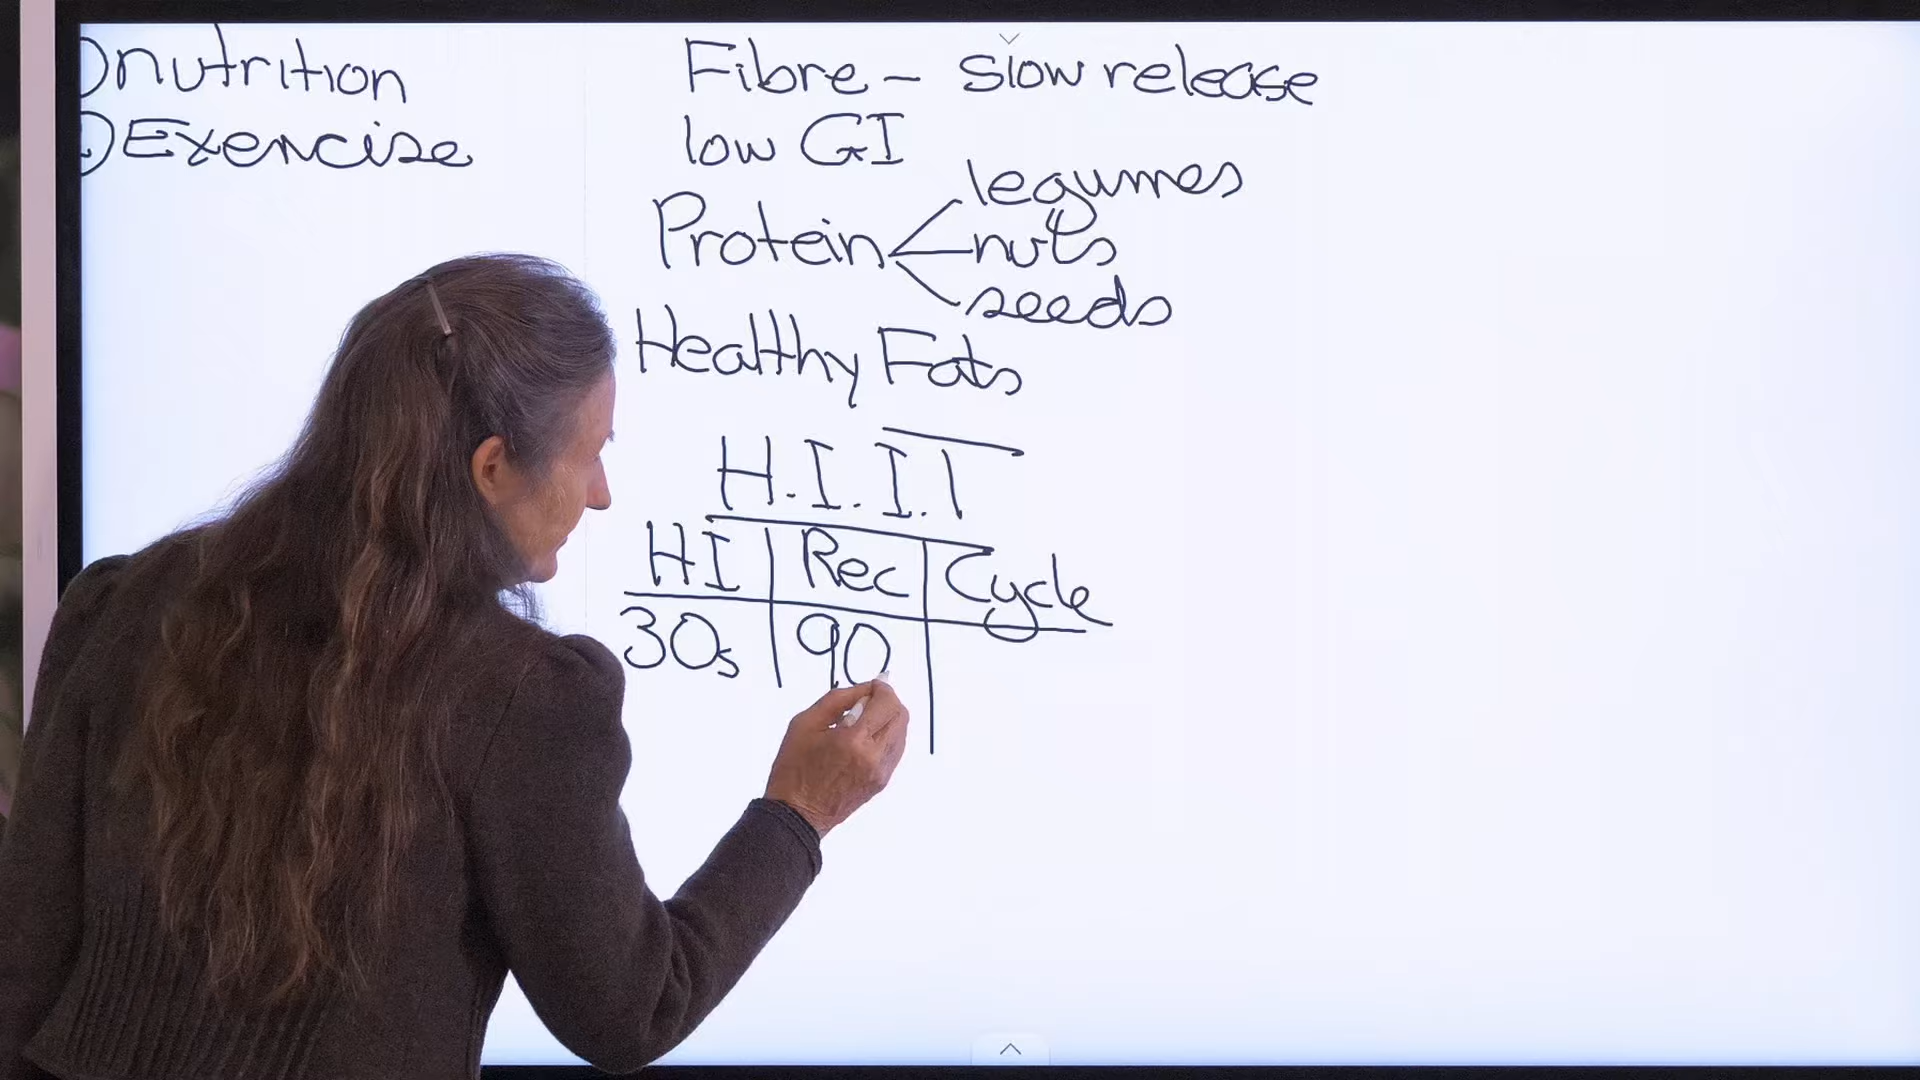 nutrition
Exercise
Fibre - slow release
low GI
Protein
legumes
nuts
seeds
Healthy Fats
H.I.I.T
HI Rec Cycle
30s 90